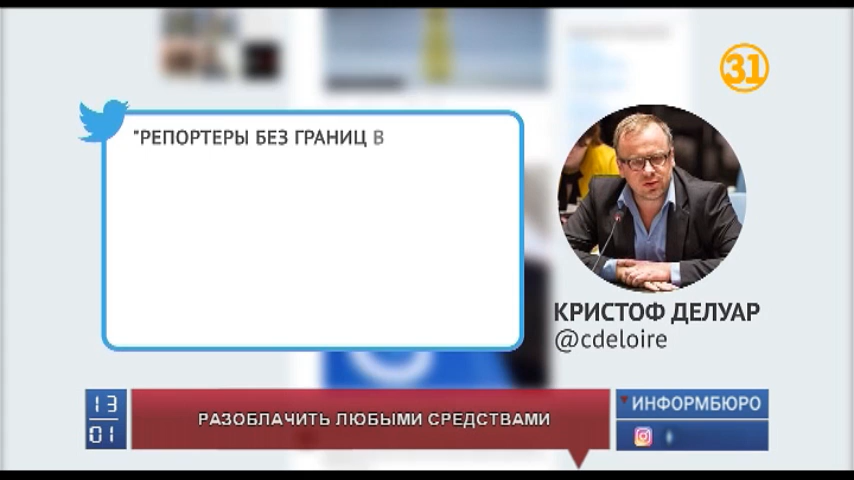 31
"РЕПОРТЕРЫ БЕЗ ГРАНИЦ В
КРИСТОФ ДЕЛУАР
@cdeloire
13
01
РАЗОБЛАЧИТЬ ЛЮБЫМИ СРЕДСТВАМИ
ИНФОРМБЮРО